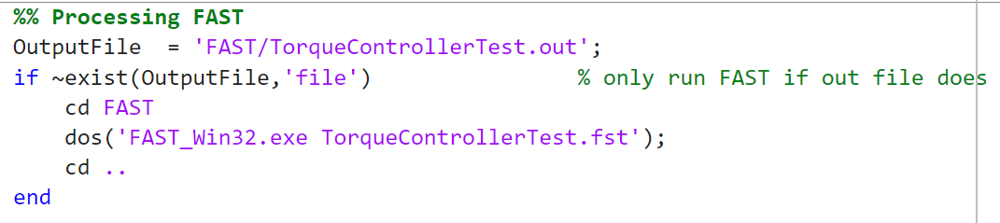 %% Processing FAST
OutputFile  = 'FAST/TorqueControllerTest.out';
if ~exist(OutputFile,'file')                % only run FAST if out file does
    cd FAST
    dos('FAST_Win32.exe TorqueControllerTest.fst');
    cd ..
end